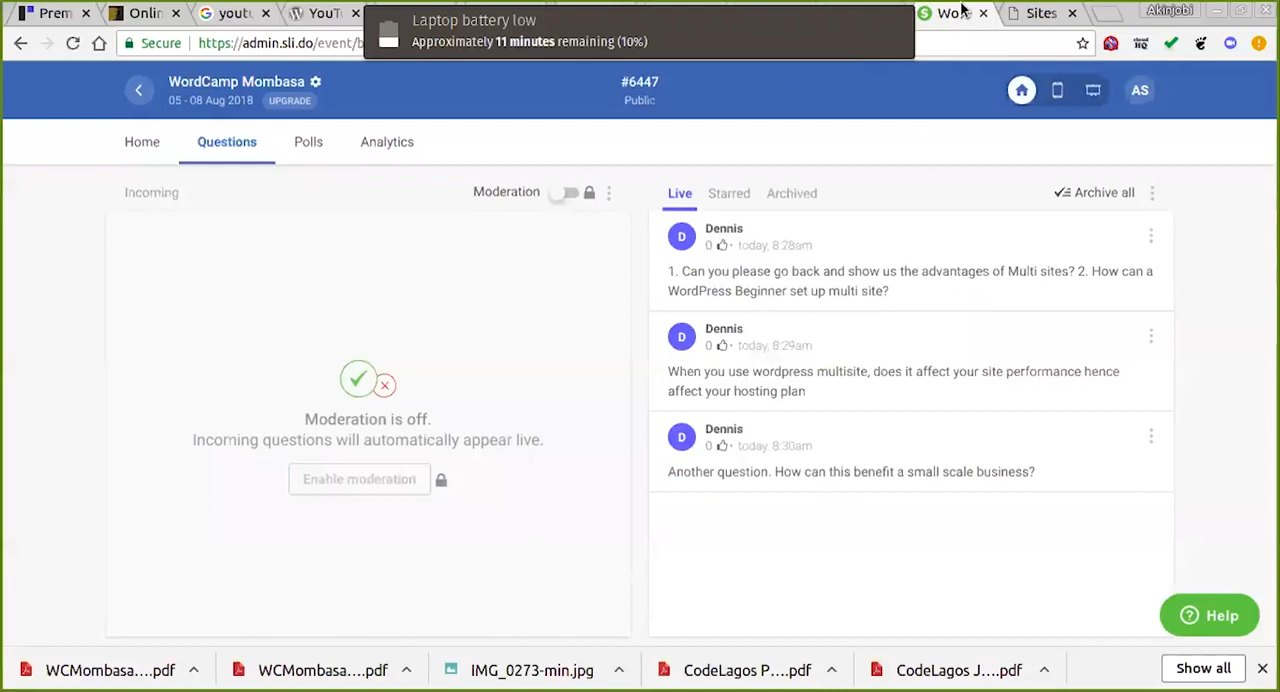 Prem
Onlin
yout
YouT
Wo
Sites
Akinjobi
Laptop battery low
Approximately 11 minutes remaining (10%)
Secure
https://admin.sli.do/event/b
WordCamp Mombasa
05 - 08 Aug 2018 UPGRADE
#6447
Public
AS
Home Questions Polls Analytics
Incoming
Moderation
Live Starred Archived
Archive all
D
Dennis
0 today, 8:28am
1. Can you please go back and show us the advantages of Multi sites? 2. How can a
WordPress Beginner set up multi site?
D
Dennis
0 today, 8:29am
When you use wordpress multisite, does it affect your site performance hence
affect your hosting plan
D
Dennis
0 today, 8:30am
Another question. How can this benefit a small scale business?
Moderation is off.
Incoming questions will automatically appear live.
Enable moderation
Help
WCMombasa....pdf
WCMombasa....pdf
IMG_0273-min.jpg
CodeLagos P....pdf
CodeLagos J....pdf
Show all